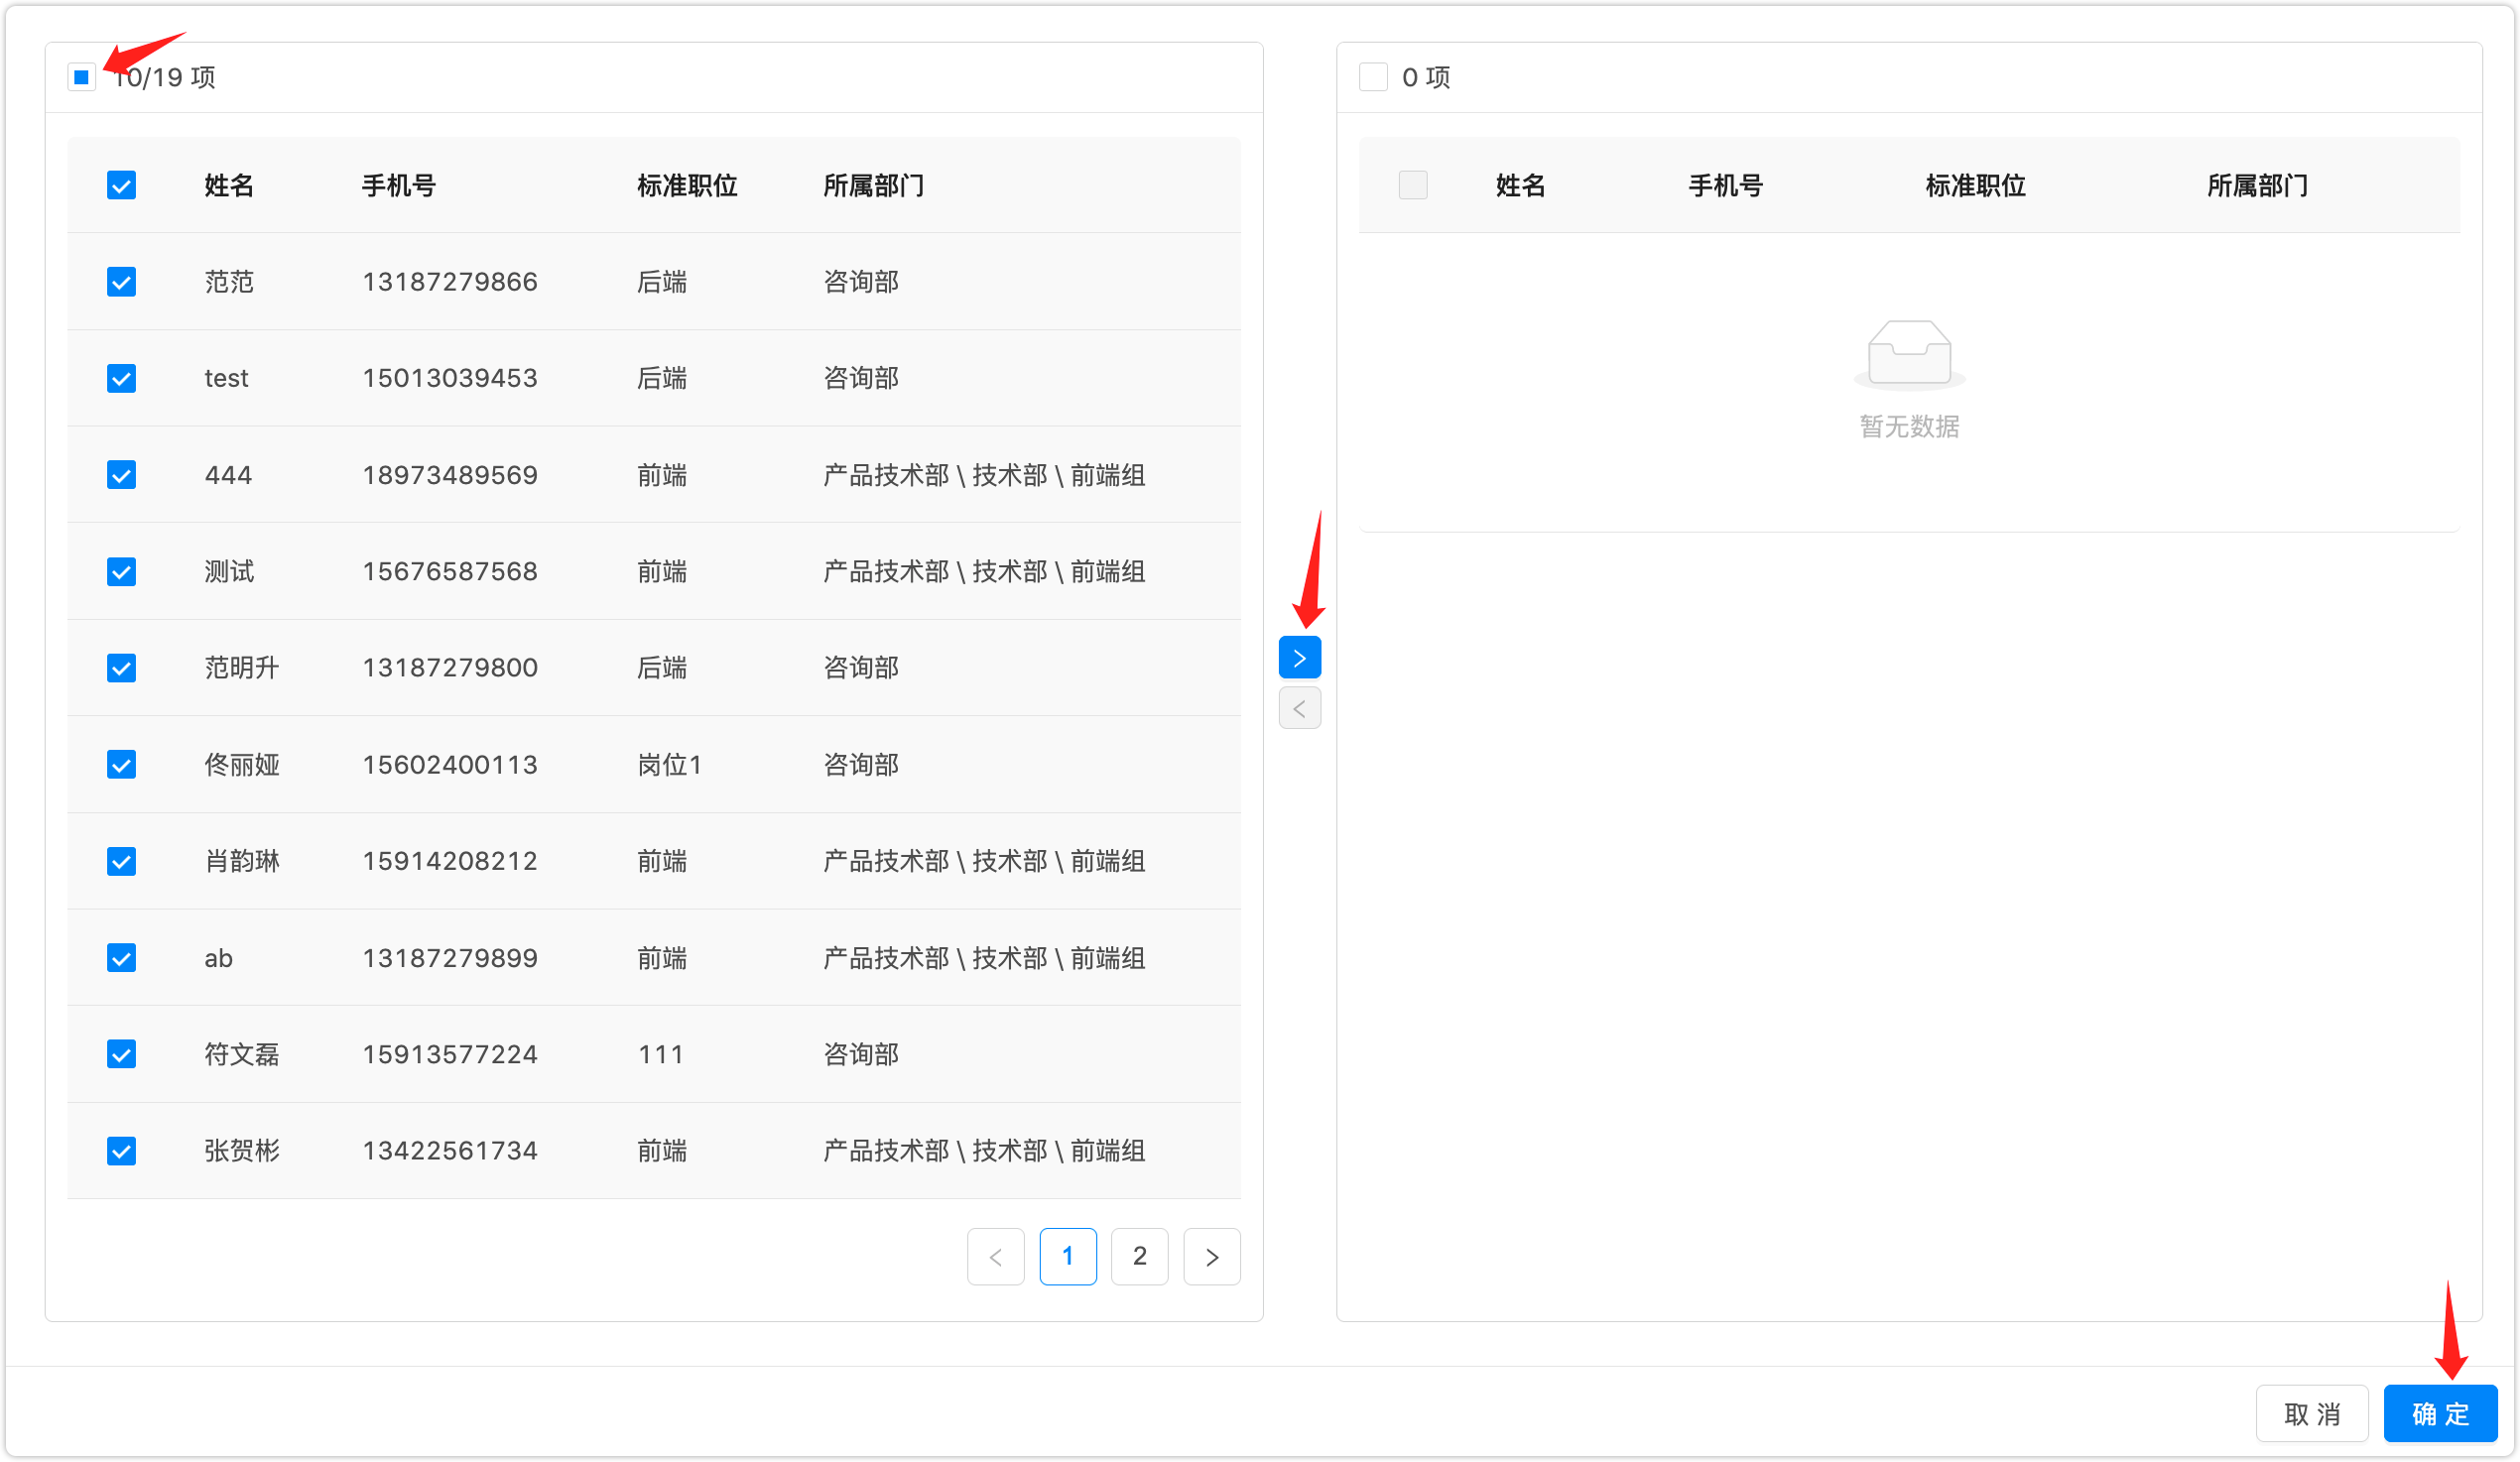 10/19 项
姓名 手机号 标准职位 所属部门
范范 13187279866 后端 咨询部
test 15013039453 后端 咨询部
444 18973489569 前端 产品技术部 \ 技术部 \ 前端组
测试 15676587568 前端 产品技术部 \ 技术部 \ 前端组
范明升 13187279800 后端 咨询部
佟丽娅 15602400113 岗位1 咨询部
肖韵琳 15914208212 前端 产品技术部 \ 技术部 \ 前端组
ab 13187279899 前端 产品技术部 \ 技术部 \ 前端组
符文磊 15913577224 111 咨询部
张贺彬 13422561734 前端 产品技术部 \ 技术部 \ 前端组
< 1 2 >
>
<
0 项
姓名 手机号 标准职位 所属部门
暂无数据
取 消 确 定